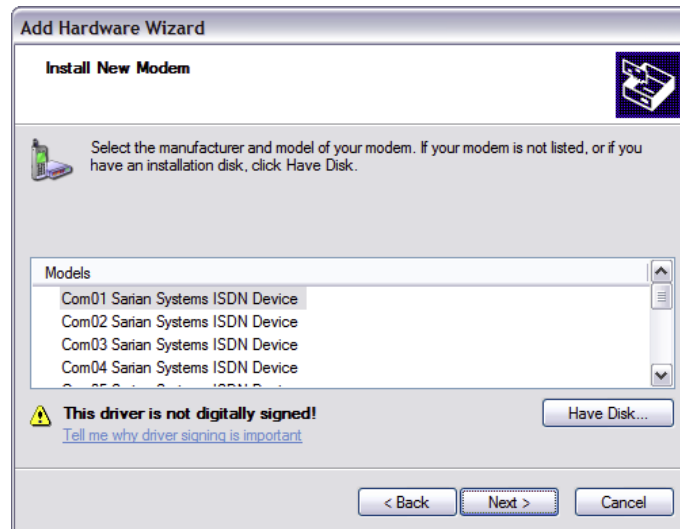 Add Hardware Wizard
Install New Modem
Select the manufacturer and model of your modem. If your modem is not listed, or if you
have an installation disk, click Have Disk.
Models
Com01 Sarian Systems ISDN Device
Com02 Sarian Systems ISDN Device
Com03 Sarian Systems ISDN Device
Com04 Sarian Systems ISDN Device
This driver is not digitally signed!
Have Disk...
Tell me why driver signing is important
< Back
Next >
Cancel